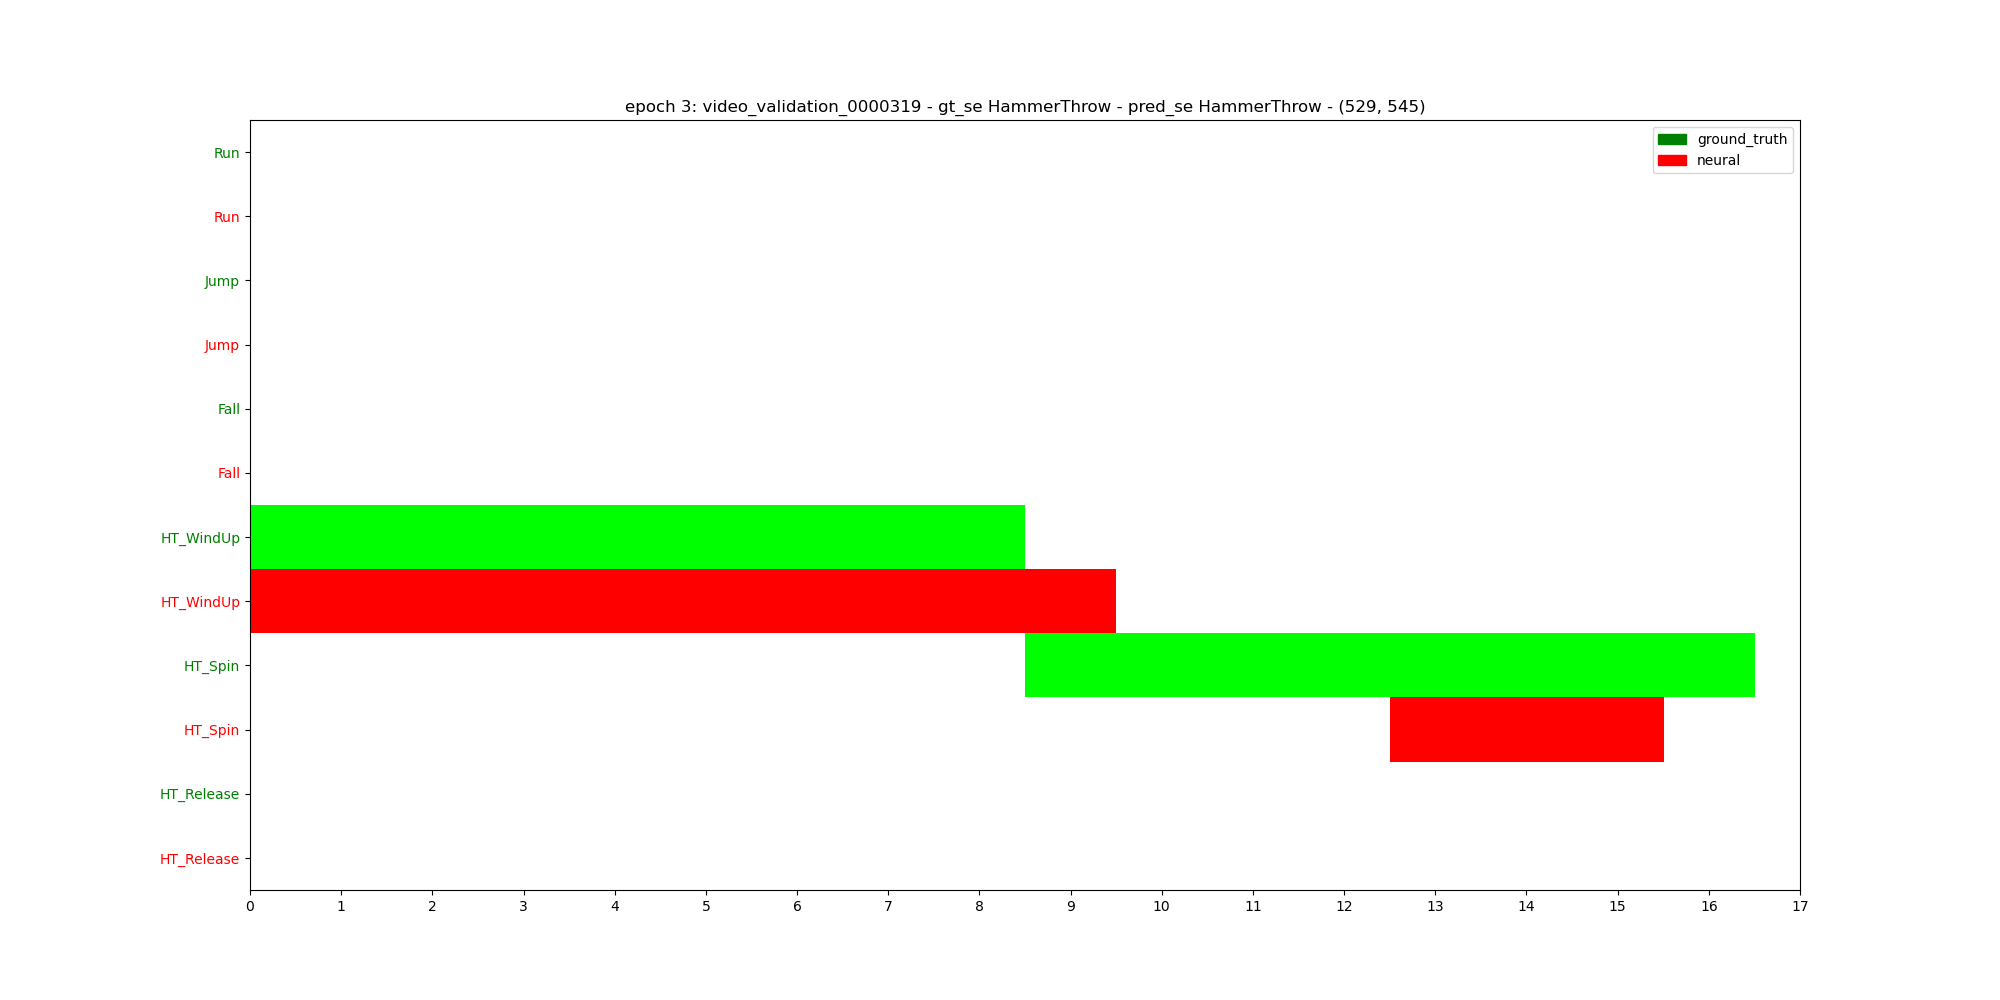 epoch 3: video_validation_0000319 - gt_se HammerThrow - pred_se HammerThrow - (529, 545)
ground_truth
neural
Run
Run
Jump
Jump
Fall
Fall
HT_WindUp
HT_WindUp
HT_Spin
HT_Spin
HT_Release
HT_Release
0 1 2 3 4 5 6 7 8 9 10 11 12 13 14 15 16 17